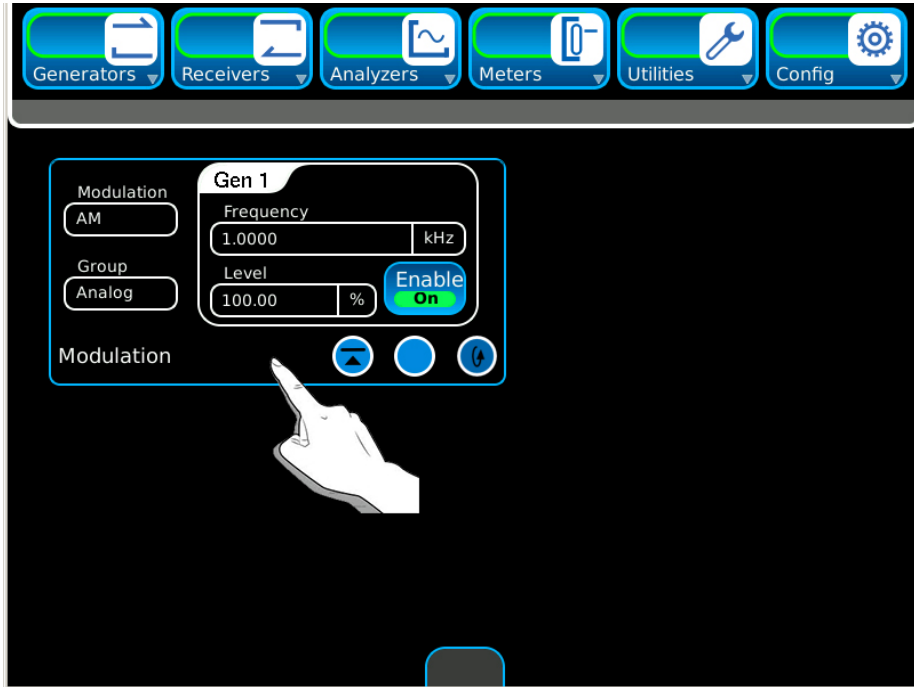 Generators
Receivers
Analyzers
Meters
Utilities
Config
Gen 1
Modulation
AM
Frequency
1.0000 kHz
Group
Analog
Level
100.00 %
Enable
On
Modulation